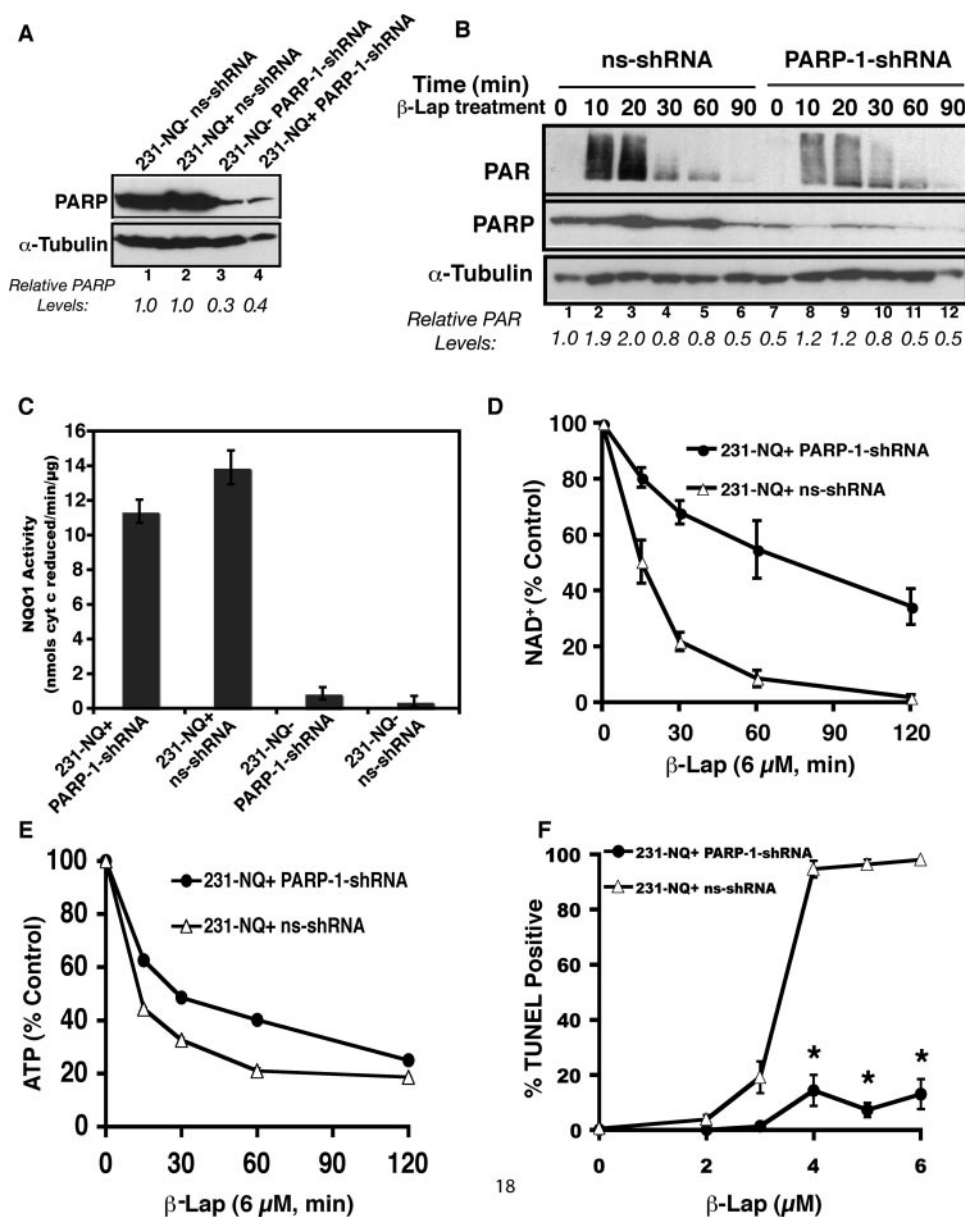 A
231-NQ- ns-shRNA
231-NQ+ ns-shRNA
231-NQ- PARP-1-shRNA
231-NQ+ PARP-1-shRNA
PARP
α-Tubulin
1 2 3 4
Relative PARP
Levels: 1.0 1.0 0.3 0.4
B
ns-shRNA PARP-1-shRNA
Time (min)
β-Lap treatment 0 10 20 30 60 90 0 10 20 30 60 90
PAR
PARP
α-Tubulin
1 2 3 4 5 6 7 8 9 10 11 12
Relative PAR
Levels: 1.0 1.9 2.0 0.8 0.8 0.5 0.5 1.2 1.2 0.8 0.5 0.5
C
NQO1 Activity
(nmols cyt c reduced/min/µg)
16
14
12
10
8
6
4
2
0
231-NQ+
PARP-1-shRNA
231-NQ+
ns-shRNA
231-NQ-
PARP-1-shRNA
231-NQ-
ns-shRNA
D
NAD+ (% Control)
100
80
60
40
20
0
231-NQ+ PARP-1-shRNA
231-NQ+ ns-shRNA
0 30 60 90 120
β-Lap (6 µM, min)
E
ATP (% Control)
100
80
60
40
20
0
231-NQ+ PARP-1-shRNA
231-NQ+ ns-shRNA
0 30 60 90 120
β-Lap (6 µM, min)
F
% TUNEL Positive
100
80
60
40
20
0
231-NQ+ PARP-1-shRNA
231-NQ+ ns-shRNA
* * *
0 2 4 6
β-Lap (µM)
18